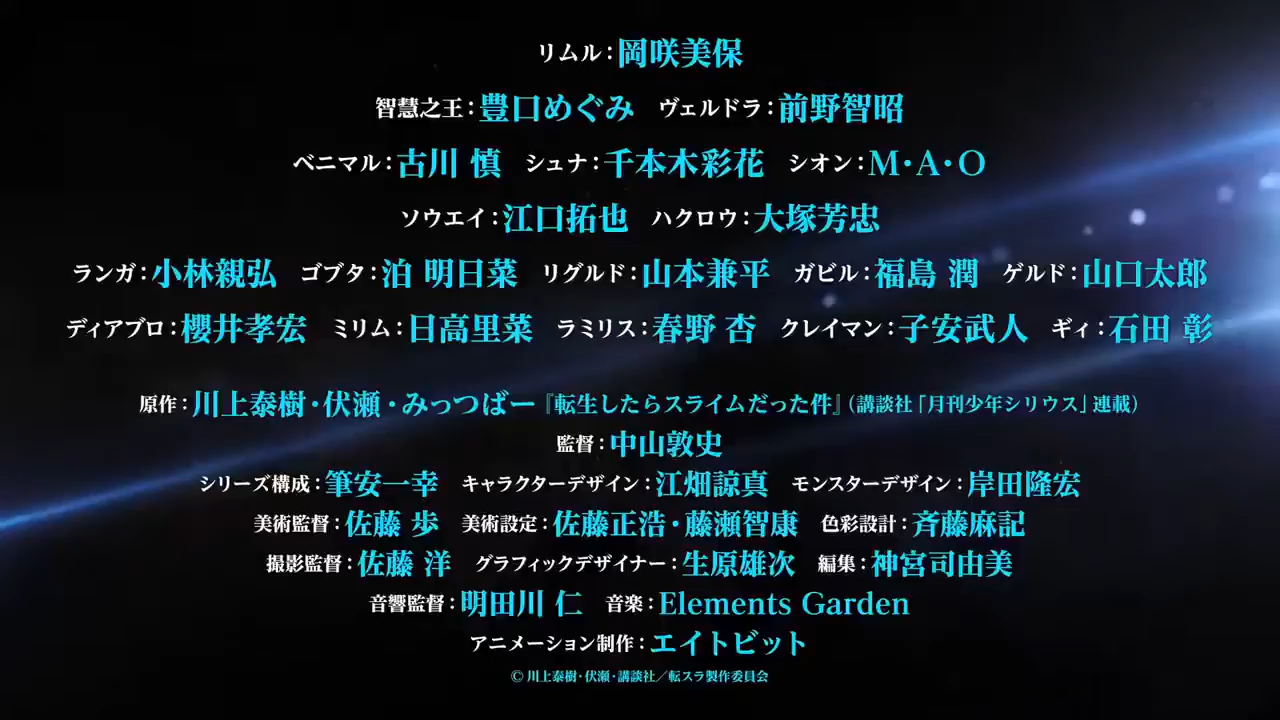 リムル：岡咲美保
智慧之王：豊口めぐみ　ヴェルドラ：前野智昭
ベニマル：古川 慎　シュナ：千本木彩花　シオン：M・A・O
ソウエイ：江口拓也　ハクロウ：大塚芳忠
ランガ：小林親弘　ゴブタ：泊 明日菜　リグルド：山本兼平　ガビル：福島 潤　ゲルド：山口太郎
ディアブロ：櫻井孝宏　ミリム：日高里菜　ラミリス：春野 杏　クレイマン：子安武人　ギィ：石田 彰
原作：川上泰樹・伏瀬・みっつばー『転生したらスライムだった件』（講談社「月刊少年シリウス」連載）
監督：中山敦史
シリーズ構成：筆安一幸　キャラクターデザイン：江畑諒真　モンスターデザイン：岸田隆宏
美術監督：佐藤 歩　美術設定：佐藤正浩・藤瀬智康　色彩設計：斉藤麻記
撮影監督：佐藤 洋　グラフィックデザイナー：生原雄次　編集：神宮司由美
音響監督：明田川 仁　音楽：Elements Garden
アニメーション制作：エイトビット
© 川上泰樹・伏瀬・講談社／転スラ製作委員会